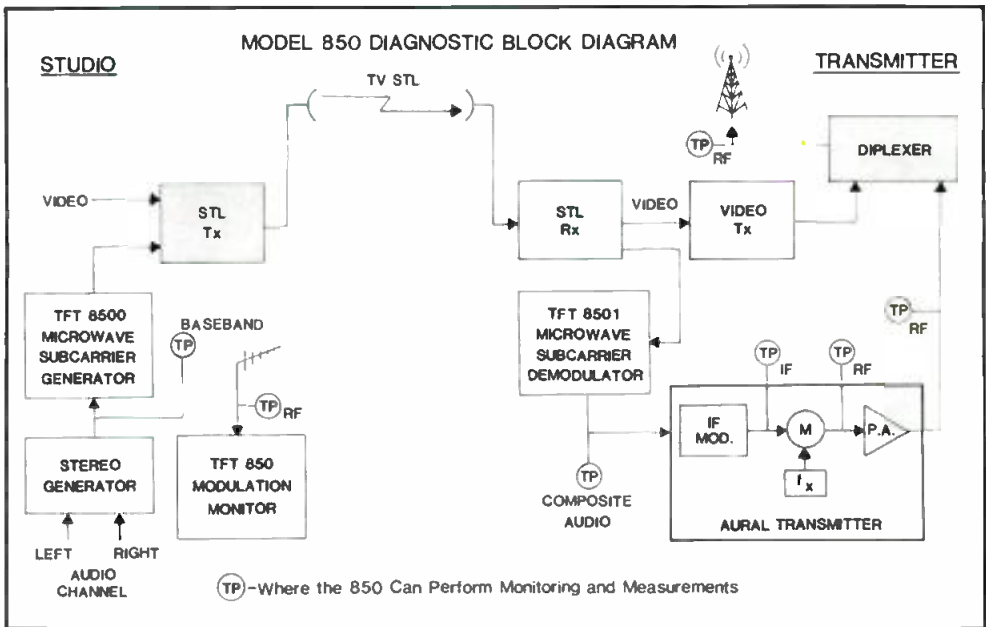 MODEL 850 DIAGNOSTIC BLOCK DIAGRAM
STUDIO
TRANSMITTER
TV STL
TP
RF
DIPLEXER
VIDEO
STL
Tx
STL
Rx
VIDEO
VIDEO
Tx
TFT 8500
MICROWAVE
SUBCARRIER
GENERATOR
BASEBAND
TP
TP
RF
TFT 8501
MICROWAVE
SUBCARRIER
DEMODULATOR
TP
RF
TP
IF
TP
RF
STEREO
GENERATOR
TFT 850
MODULATION
MONITOR
IF
MOD.
M
P.A.
fx
AURAL TRANSMITTER
TP
COMPOSITE
AUDIO
LEFT
RIGHT
AUDIO
CHANNEL
TP-Where the 850 Can Perform Monitoring and Measurements